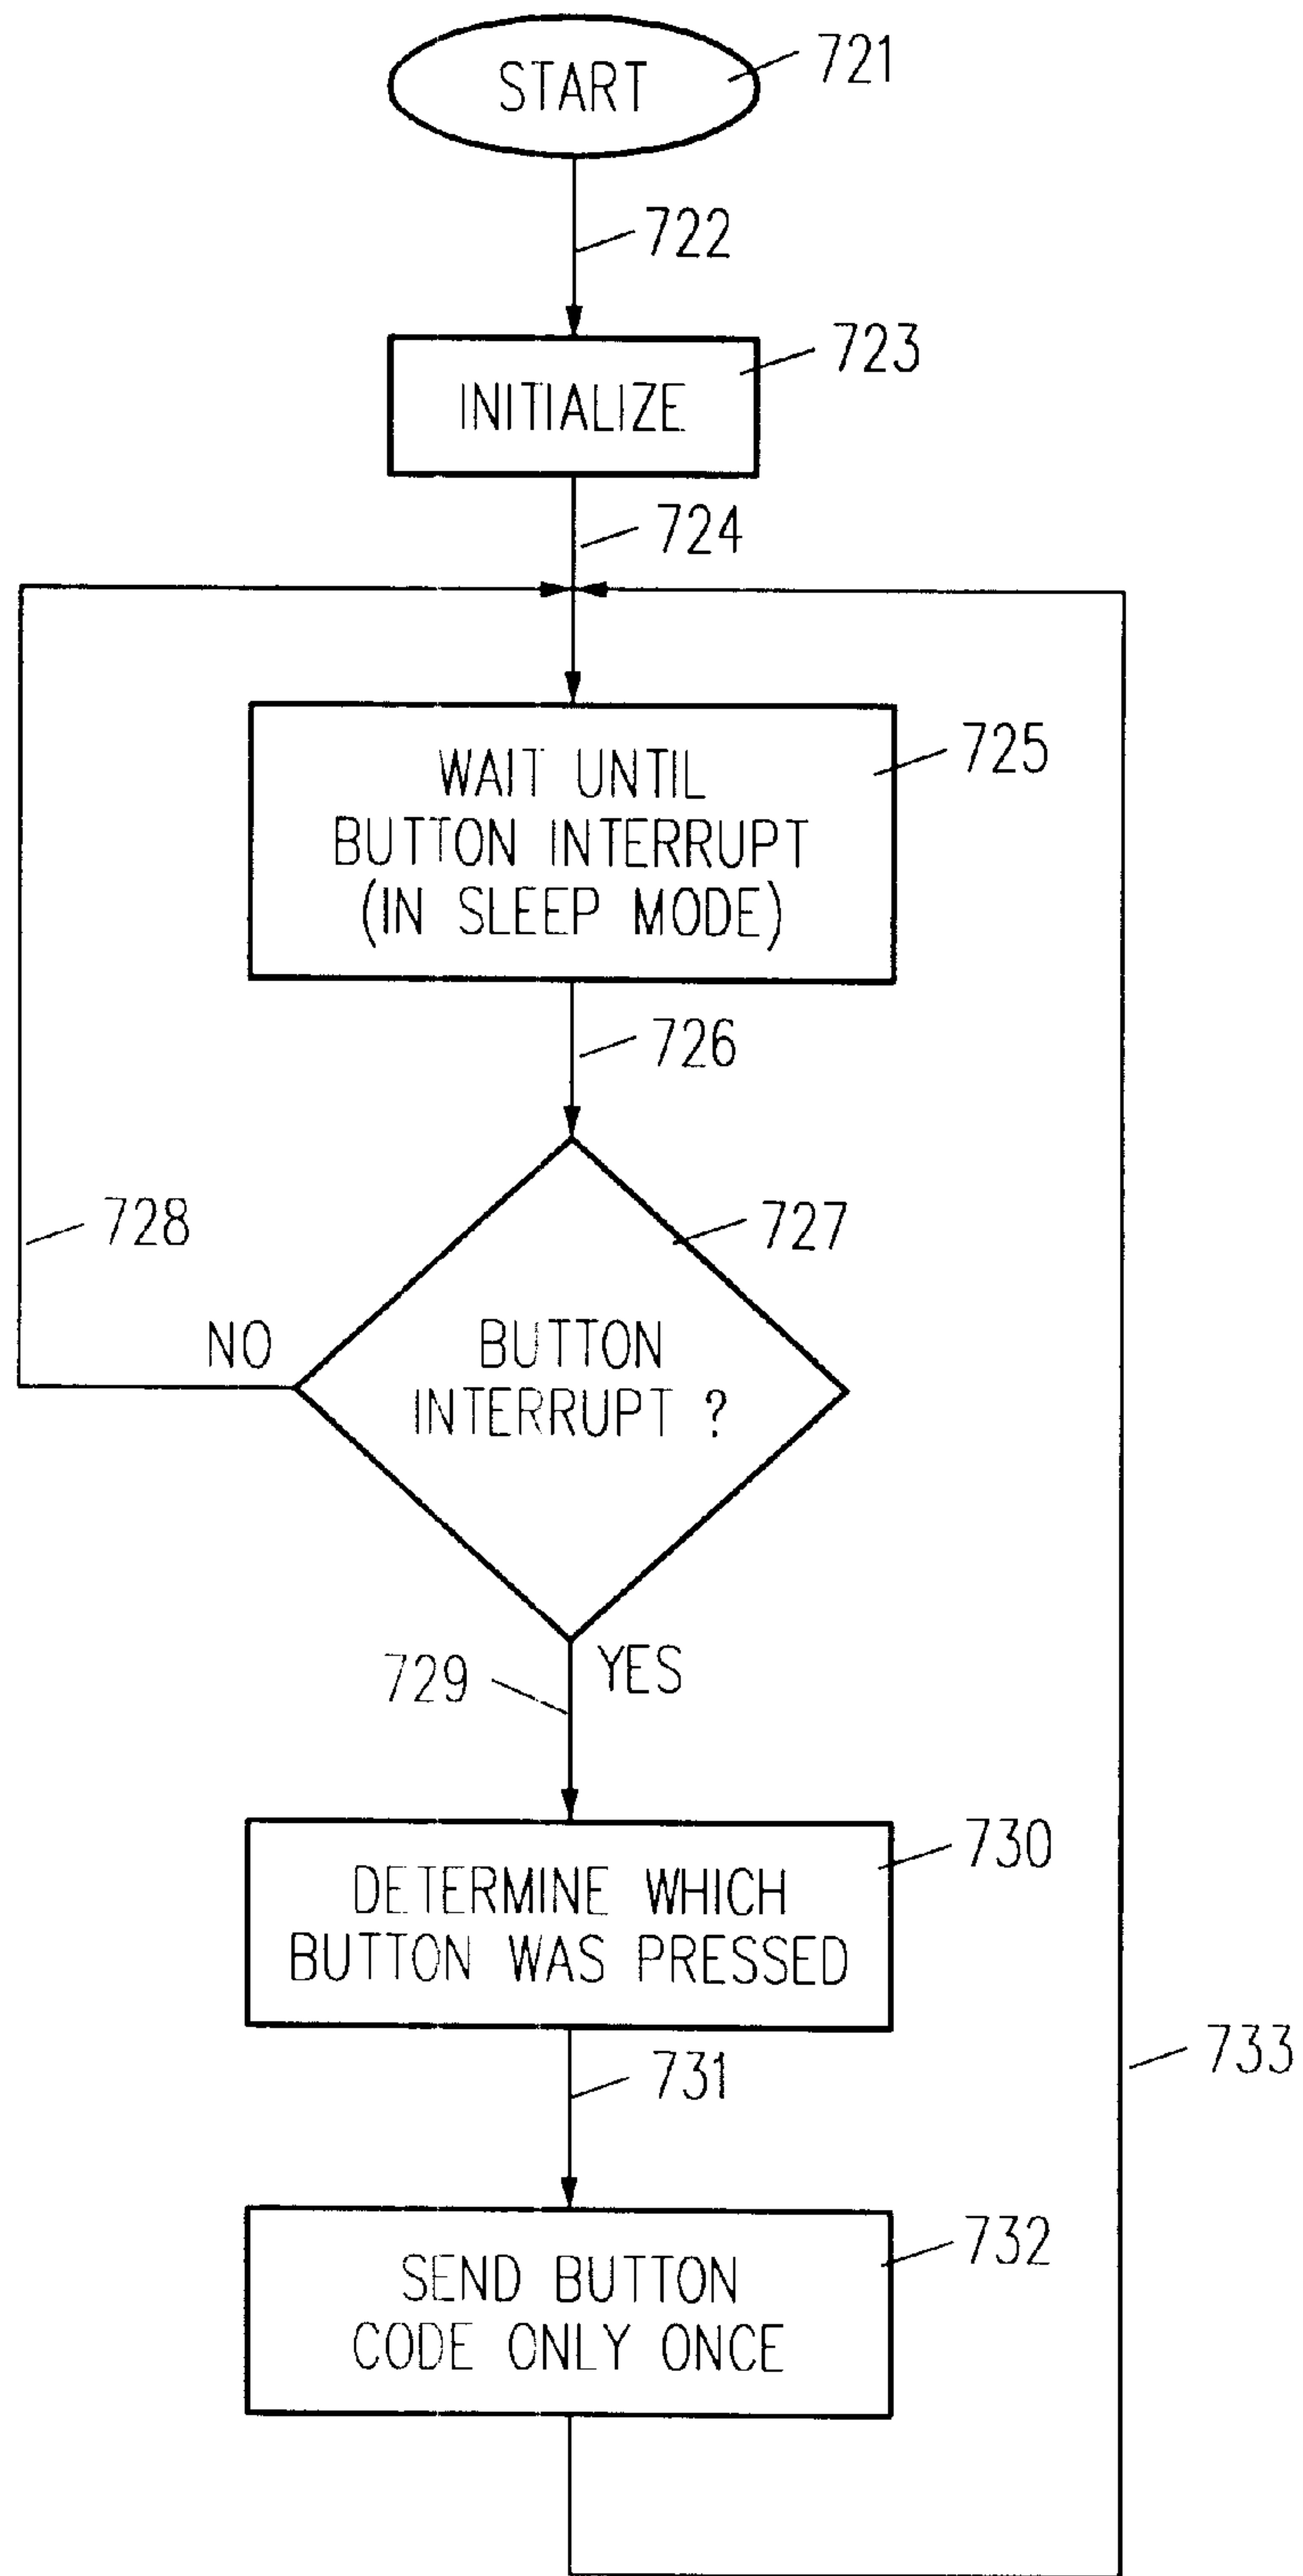 START
721
722
INITIALIZE
723
724
WAIT UNTIL
BUTTON INTERRUPT
(IN SLEEP MODE)
725
726
727
728
NO
BUTTON
INTERRUPT ?
YES
729
DETERMINE WHICH
BUTTON WAS PRESSED
730
731
733
SEND BUTTON
CODE ONLY ONCE
732